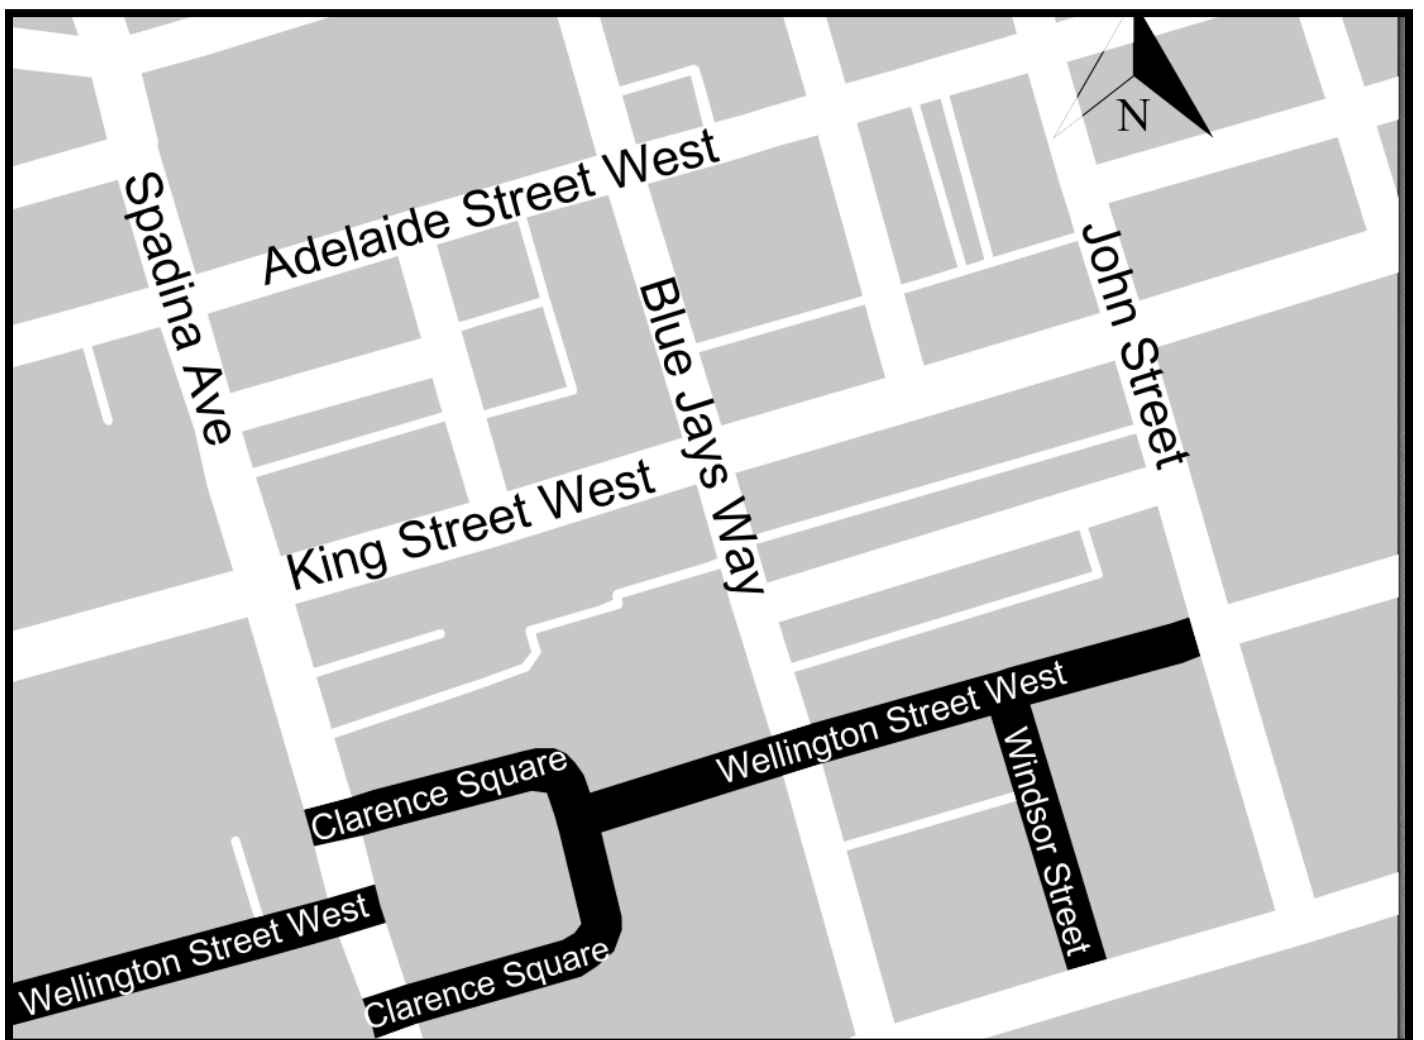 N
Spadina Ave
Adelaide Street West
John Street
Blue Jays Way
King Street West
Wellington Street West
Windsor Street
Clarence Square
Wellington Street West
Clarence Square